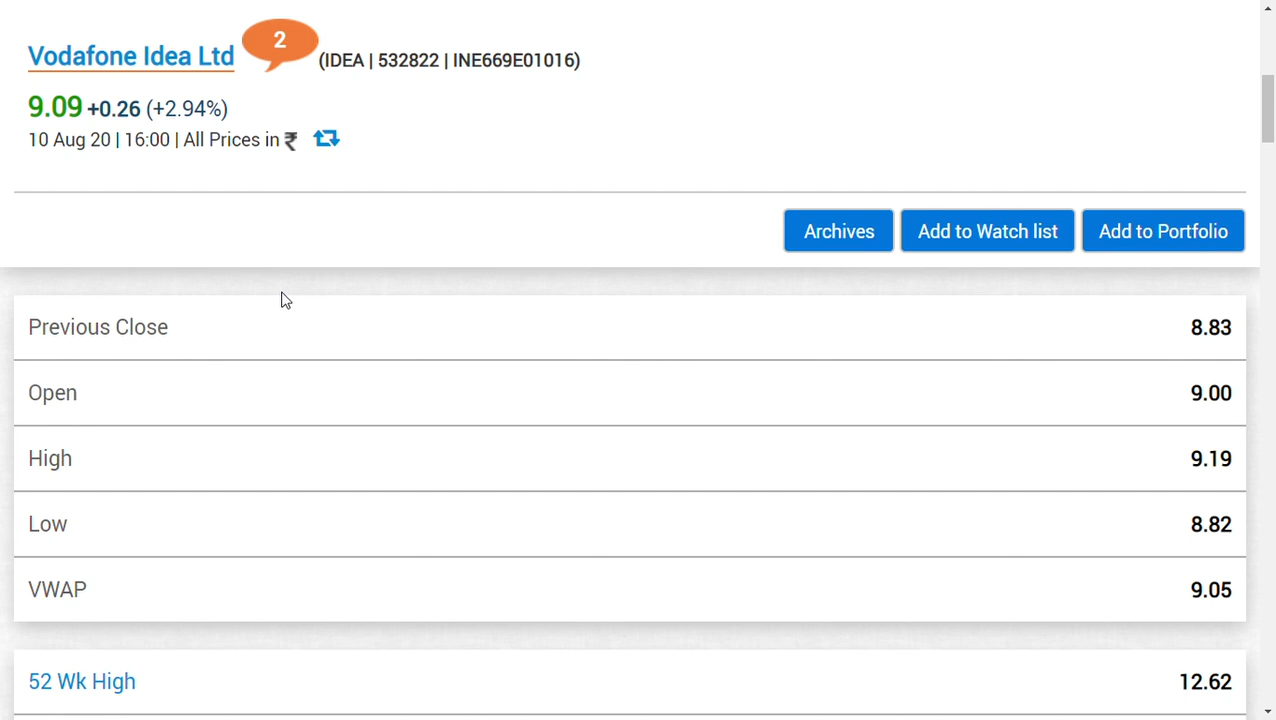 Vodafone Idea Ltd 2 (IDEA | 532822 | INE669E01016)
9.09 +0.26 (+2.94%)
10 Aug 20 | 16:00 | All Prices in ₹
Archives Add to Watch list Add to Portfolio
Previous Close 8.83
Open 9.00
High 9.19
Low 8.82
VWAP 9.05
52 Wk High 12.62